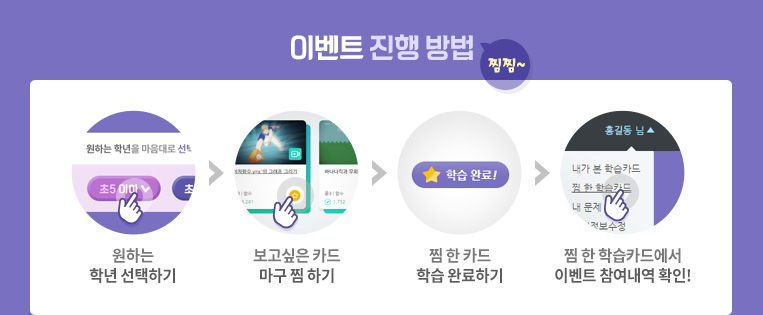 이벤트 진행 방법
찜찜~
원하는 학년을 마음대로 선택
초5 이하
초
홍길동 님
내가 본 학습카드
찜 한 학습카드
내 문제
학습 완료!
중3 | 함수
1,752
원하는
학년 선택하기
보고싶은 카드
마구 찜 하기
찜 한 카드
학습 완료하기
찜 한 학습카드에서
이벤트 참여내역 확인!